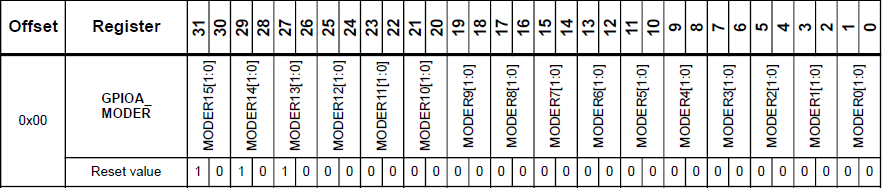 Offset Register 31 30 29 28 27 26 25 24 23 22 21 20 19 18 17 16 15 14 13 12 11 10 9 8 7 6 5 4 3 2 1 0
0x00 GPIOA_ MODER15[1:0] MODER14[1:0] MODER13[1:0] MODER12[1:0] MODER11[1:0] MODER10[1:0] MODER9[1:0] MODER8[1:0] MODER7[1:0] MODER6[1:0] MODER5[1:0] MODER4[1:0] MODER3[1:0] MODER2[1:0] MODER1[1:0] MODER0[1:0]
MODER
Reset value 1 0 1 0 1 0 0 0 0 0 0 0 0 0 0 0 0 0 0 0 0 0 0 0 0 0 0 0 0 0 0 0